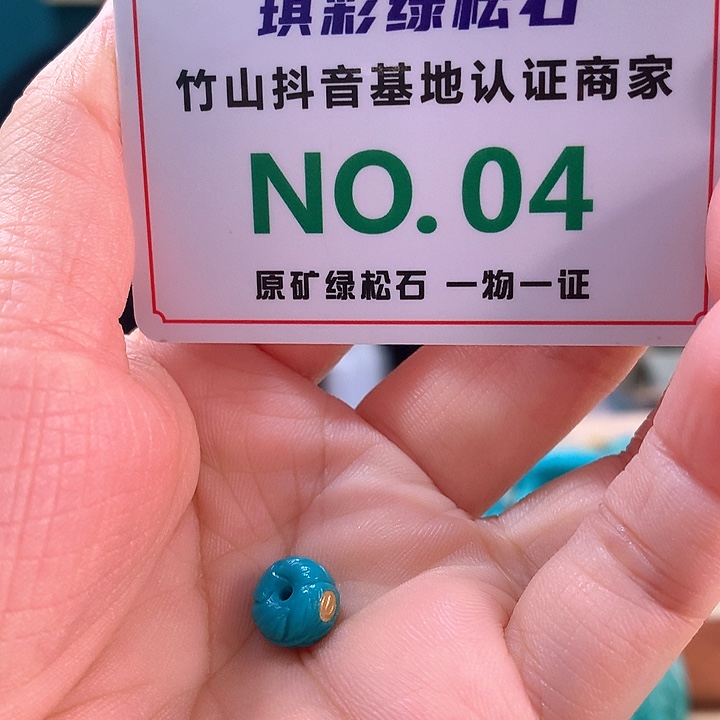 琪彩绿松石
竹山抖音基地认证商家
NO.04
原矿绿松石 一物一证